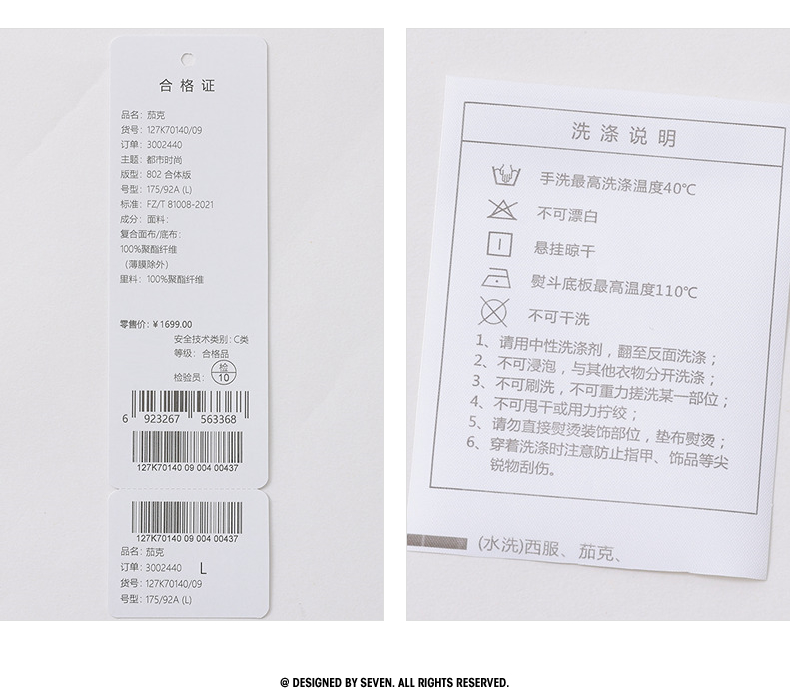 合格证
品名：茄克
货号：127K70140/09
订单：3002440
主题：都市时尚
版型：802 合体版
号型：175/92A (L)
标准：FZ/T 81008-2021
成分：面料：
复合面布/底布：
100%聚酯纤维
（薄膜除外）
里料：100%聚酯纤维
零售价：¥1699.00
安全技术类别：C类
等级：合格品
检验员：检
10
6 923267 563368
127K70140 09 004 00437
127K70140 09 004 00437
品名：茄克
订单：3002440 L
货号：127K70140/09
号型：175/92A (L)
洗涤说明
手洗最高洗涤温度40℃
不可漂白
悬挂晾干
熨斗底板最高温度110℃
不可干洗
1、请用中性洗涤剂，翻至反面洗涤；
2、不可浸泡，与其他衣物分开洗涤；
3、不可刷洗，不可重力搓洗某一部位；
4、不可甩干或用力拧绞；
5、请勿直接熨烫装饰部位，垫布熨烫；
6、穿着洗涤时注意防止指甲、饰品等尖
锐物刮伤。
(水洗)西服、茄克、
@ DESIGNED BY SEVEN. ALL RIGHTS RESERVED.